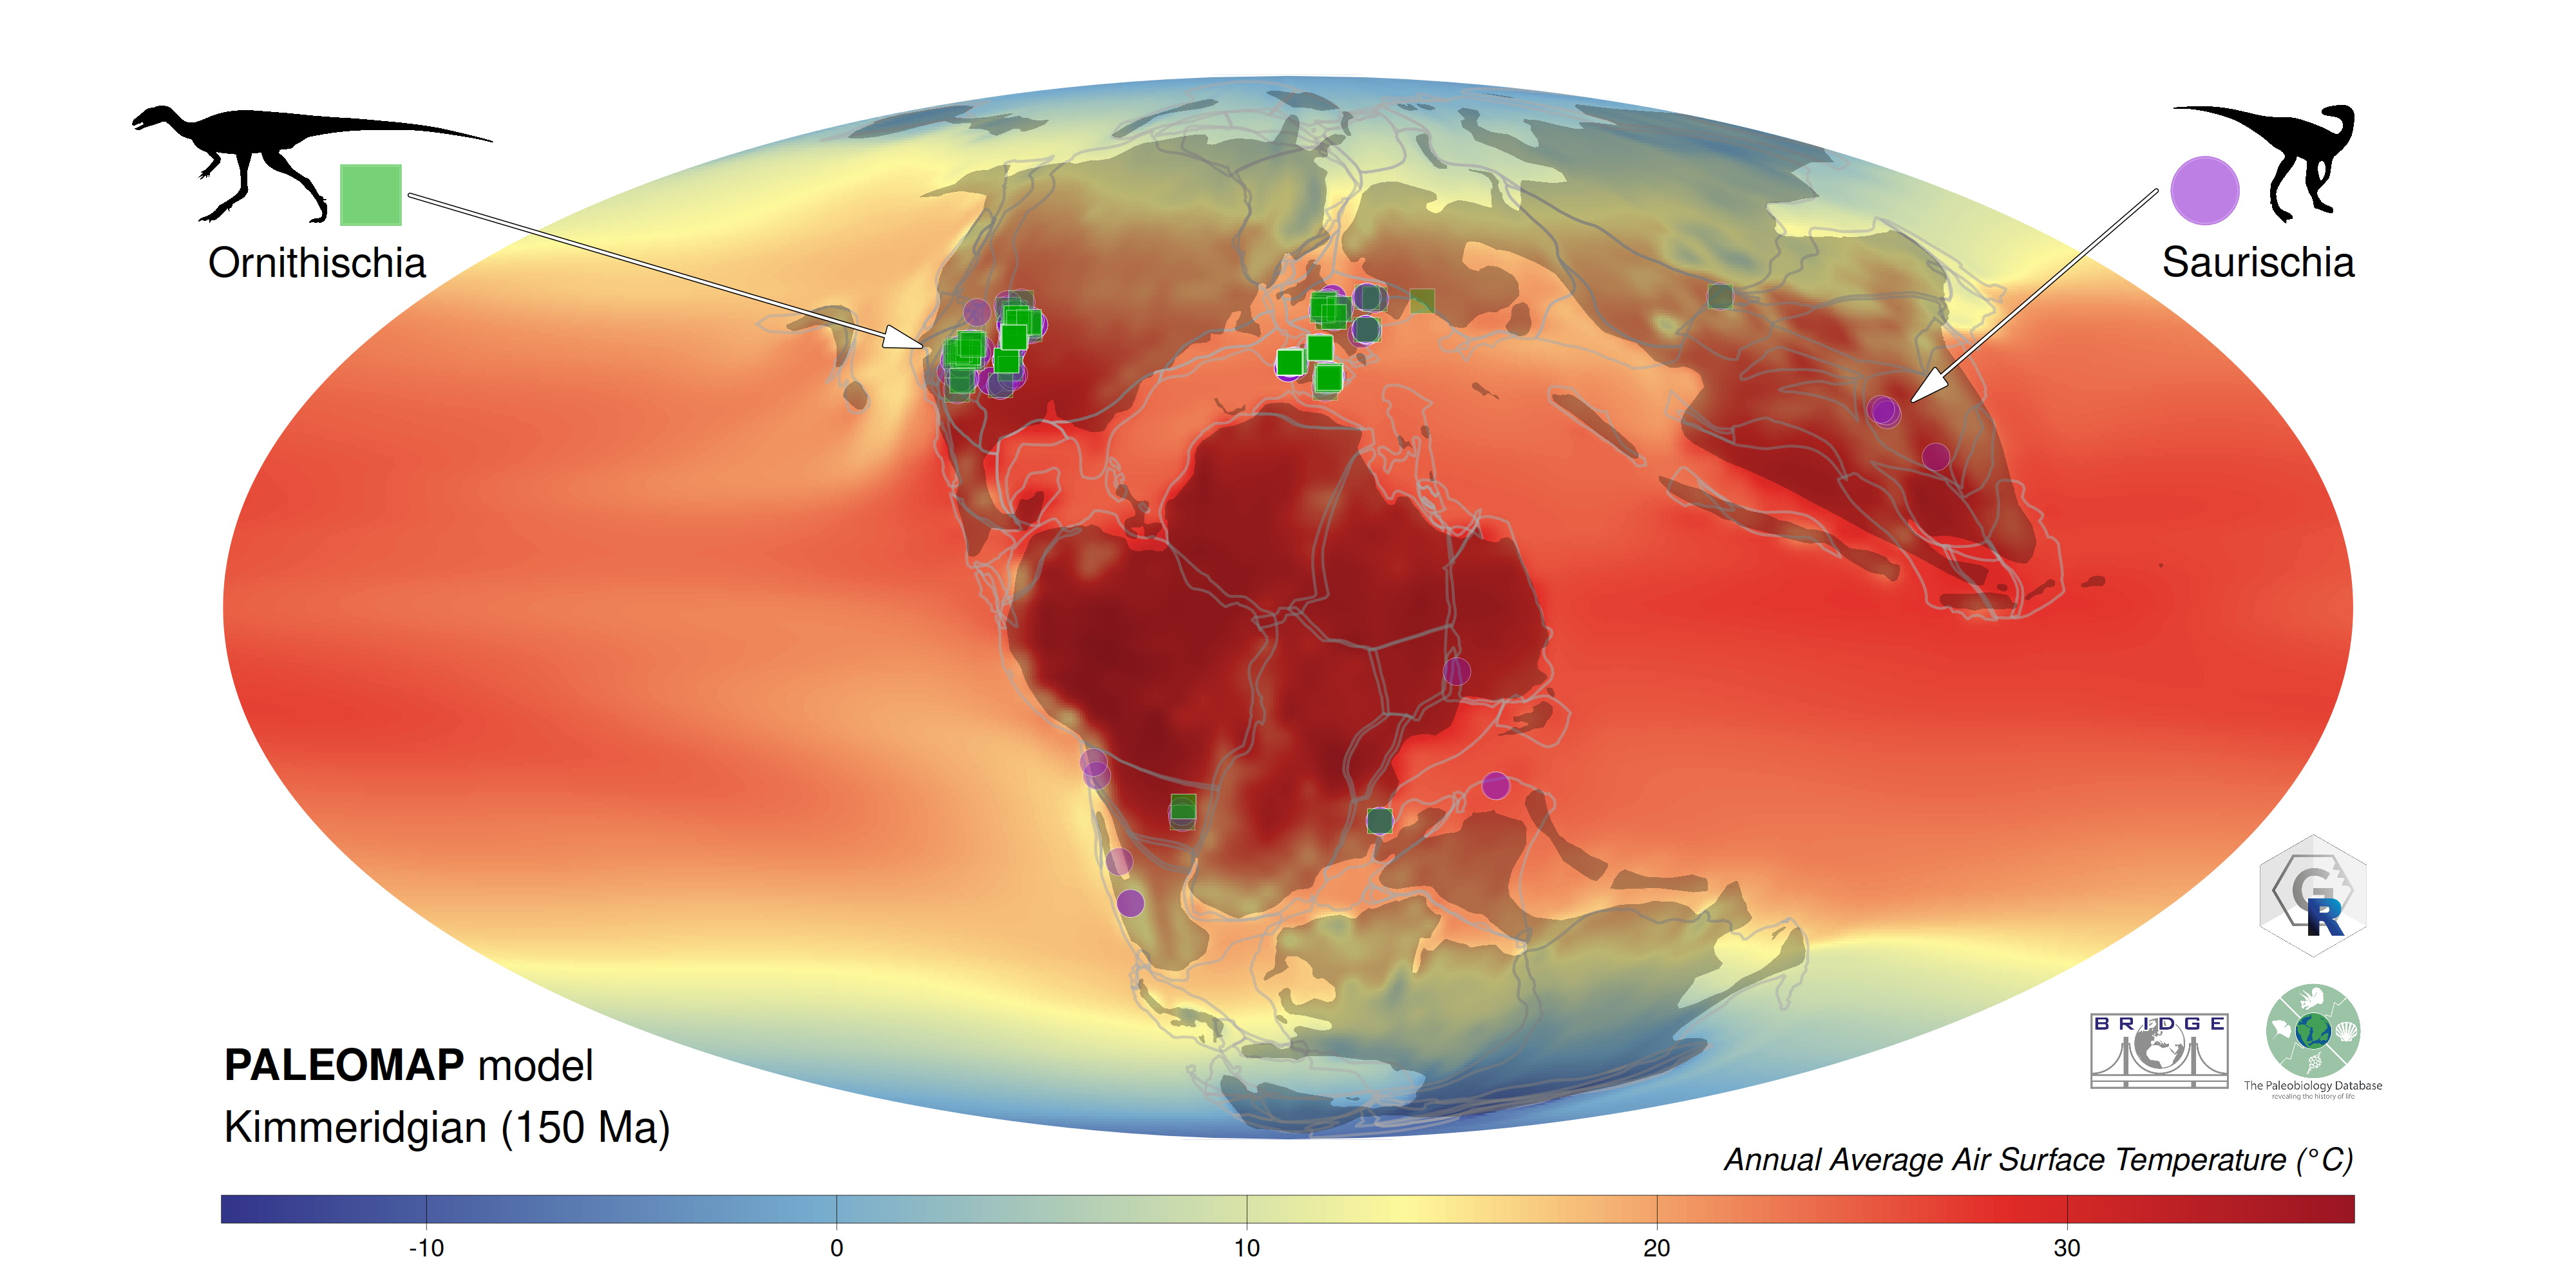 Ornithischia
Saurischia
G
R
BRIDGE
The Paleobiology Database
revealing the history of life
PALEOMAP model
Kimmeridgian (150 Ma)
Annual Average Air Surface Temperature (°C)
-10 0 10 20 30